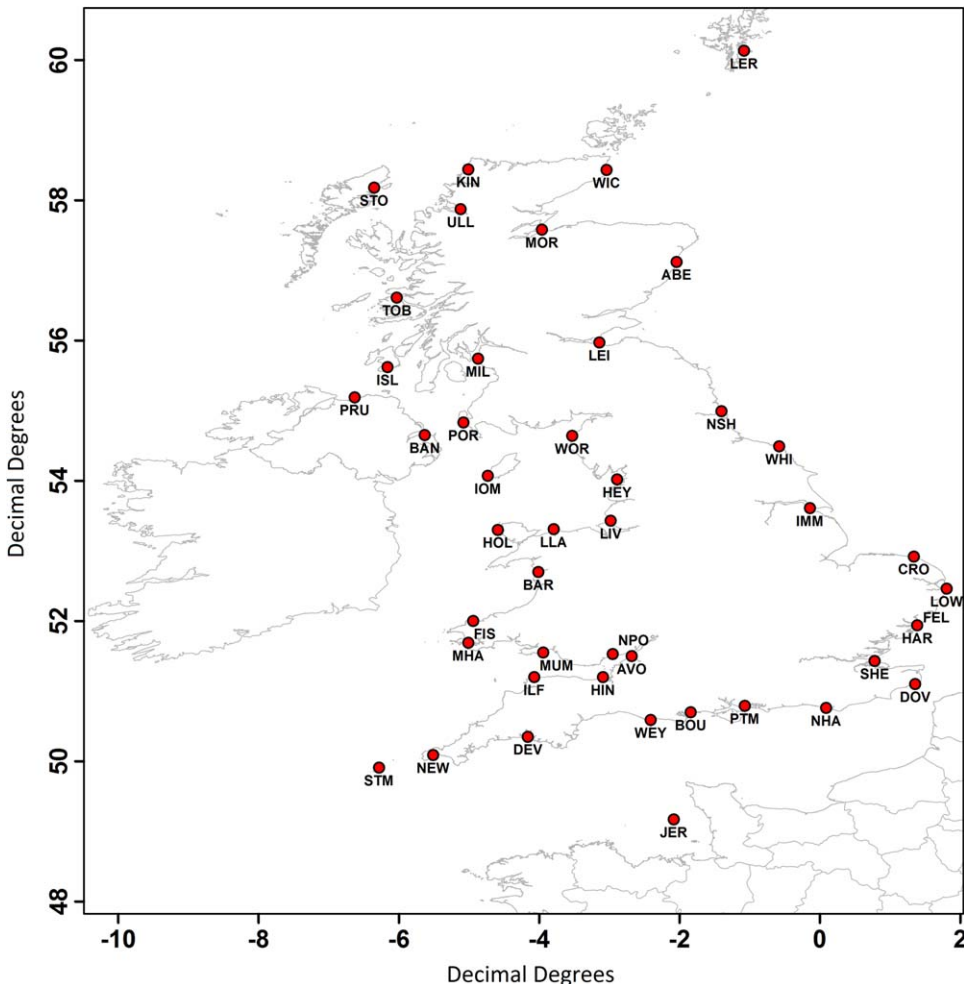 60
LER
KIN
WIC
STO
58
ULL
MOR
ABE
TOB
56
LEI
MIL
ISL
PRU
NSH
POR
BAN
WOR
WHI
54
IOM
HEY
IMM
HOL
LLA
LIV
CRO
BAR
LOW
52
FEL
FIS
NPO
HAR
MHA
MUM
AVO
SHE
ILF
HIN
DOV
WEY
BOU
PTM
NHA
DEV
50
NEW
STM
JER
48
Decimal Degrees
-10
-8
-6
-4
-2
0
2
Decimal Degrees